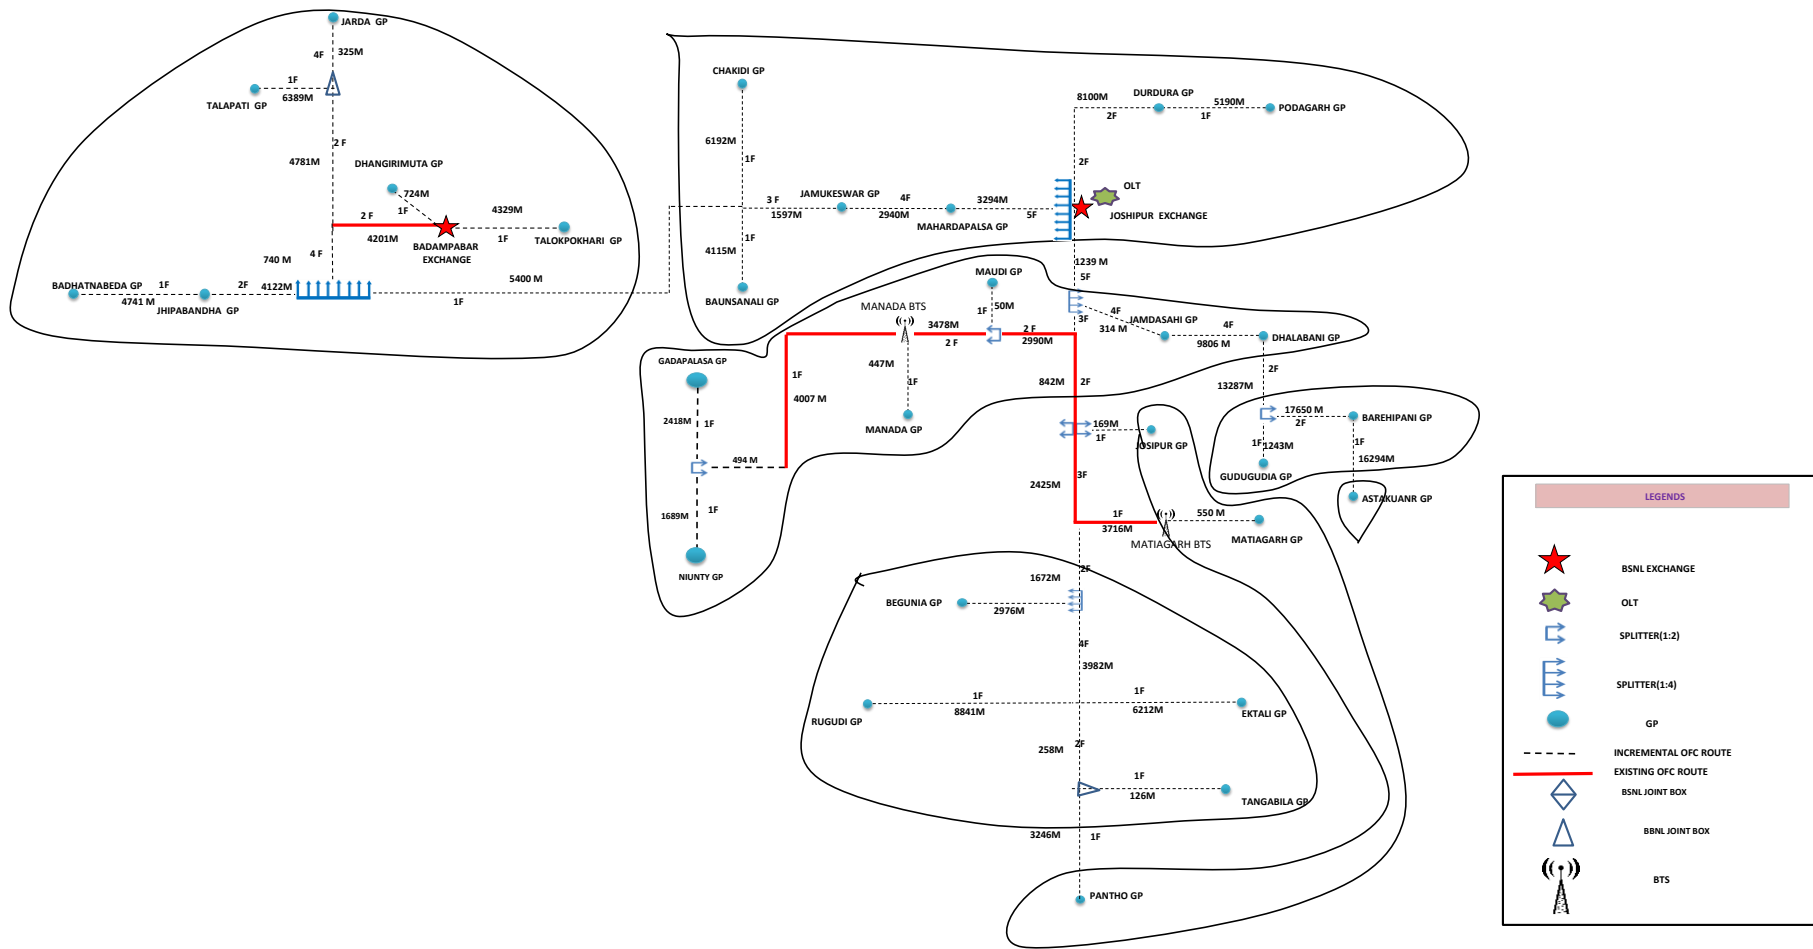 JARDA  GP
4F
325M
1F
6389M
TALAPATI  GP
2 F
4781M
DHANGIRIMUTA GP
724M
1F
2 F
4201M
4329M
1F
BADAMPABAR
EXCHANGE
TALOKPOKHARI  GP
4 F
740 M
BADHATNABEDA GP
1F
2F
4122M
4741 M
JHIPABANDHA  GP
5400 M
1F
CHAKIDI GP
6192M
1F
3 F
1597M
JAMUKESWAR GP
4F
2940M
3294M
5F
MAHARDAPALSA GP
4115M
1F
BAUNSANALI GP
8100M
2F
DURDURA GP
5190M
1F
PODAGARH GP
2F
OLT
JOSHIPUR  EXCHANGE
1239 M
5F
MAUDI GP
1F
50M
3F
4F
314 M
JAMDASAHI GP
4F
9806 M
DHALABANI GP
MANADA BTS
3478M
2 F
2 F
2990M
GADAPALASA GP
447M
1F
1F
4007 M
842M
2F
2F
13287M
2418M
1F
MANADA GP
169M
1F
JOSIPUR GP
17650 M
2F
BAREHIPANI GP
1F
1243M
GUDUGUDIA GP
1F
16294M
494 M
2425M
3F
ASTAKUANR GP
1689M
1F
1F
3716M
550 M
MATIAGARH BTS
MATIAGARH GP
NIUNTY GP
1672M
2F
BEGUNIA GP
2976M
4F
3982M
1F
8841M
RUGUDI GP
1F
6212M
EKTALI GP
258M
2F
1F
126M
TANGABILA GP
3246M
1F
PANTHO GP
LEGENDS
BSNL EXCHANGE
OLT
SPLITTER(1:2)
SPLITTER(1:4)
GP
INCREMENTAL OFC ROUTE
EXISTING OFC ROUTE
BSNL JOINT BOX
BBNL JOINT BOX
BTS